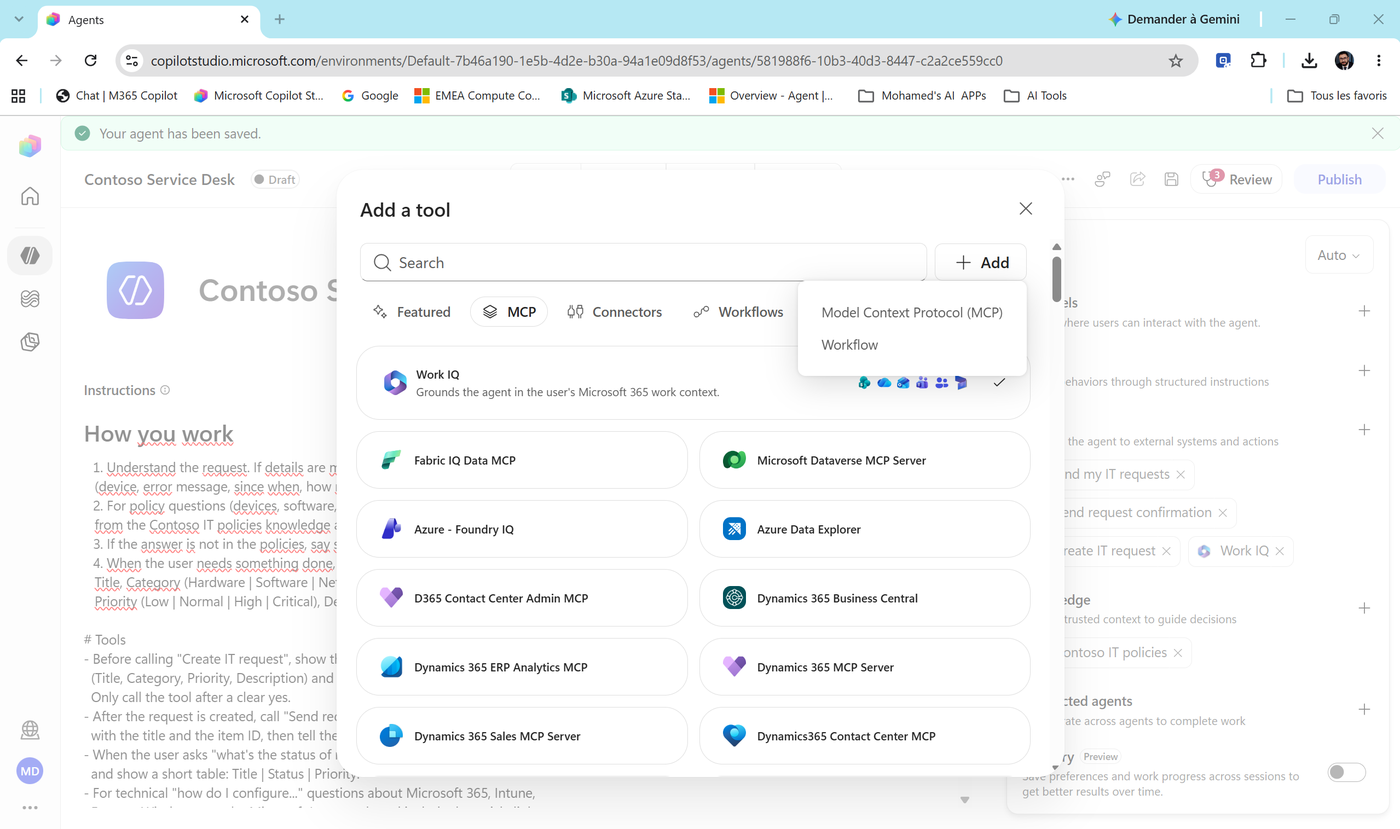 Agents
Demander à Gemini
copilotstudio.microsoft.com/environments/Default-7b46a190-1e5b-4d2e-b30a-94a1e09d8f53/agents/581988f6-10b3-40d3-8447-c2a2ce559cc0
Chat | M365 Copilot
Microsoft Copilot St...
Google
EMEA Compute Co...
Microsoft Azure Sta...
Overview - Agent |...
Mohamed's AI APPs
AI Tools
Tous les favoris
Your agent has been saved.
Contoso Service Desk
Draft
3
Review
Publish
Add a tool
Search
Add
Auto
Contoso S
Featured
MCP
Connectors
Workflows
Model Context Protocol (MCP)
Workflow
Work IQ
Grounds the agent in the user's Microsoft 365 work context.
Fabric IQ Data MCP
Microsoft Dataverse MCP Server
Azure - Foundry IQ
Azure Data Explorer
D365 Contact Center Admin MCP
Dynamics 365 Business Central
Dynamics 365 ERP Analytics MCP
Dynamics 365 MCP Server
Dynamics 365 Sales MCP Server
Dynamics365 Contact Center MCP
Instructions
How you work
1. Understand the request. If details are m
(device, error message, since when, how
2. For policy questions (devices, software,
from the Contoso IT policies knowledge a
3. If the answer is not in the policies, say s
4. When the user needs something done,
Title, Category (Hardware | Software | Ne
Priority (Low | Normal | High | Critical), De
# Tools
- Before calling "Create IT request", show th
(Title, Category, Priority, Description) and
Only call the tool after a clear yes.
- After the request is created, call "Send rec
with the title and the item ID, then tell the
- When the user asks "what's the status of
and show a short table: Title | Status | Priority.
- For technical "how do I configure..." questions about Microsoft 365, Intune,
els
where users can interact with the agent.
ehaviors through structured instructions
the agent to external systems and actions
nd my IT requests
end request confirmation
reate IT request
Work IQ
edge
trusted context to guide decisions
ontoso IT policies
cted agents
rate across agents to complete work
ry
Preview
Save preferences and work progress across sessions to
get better results over time.
MD